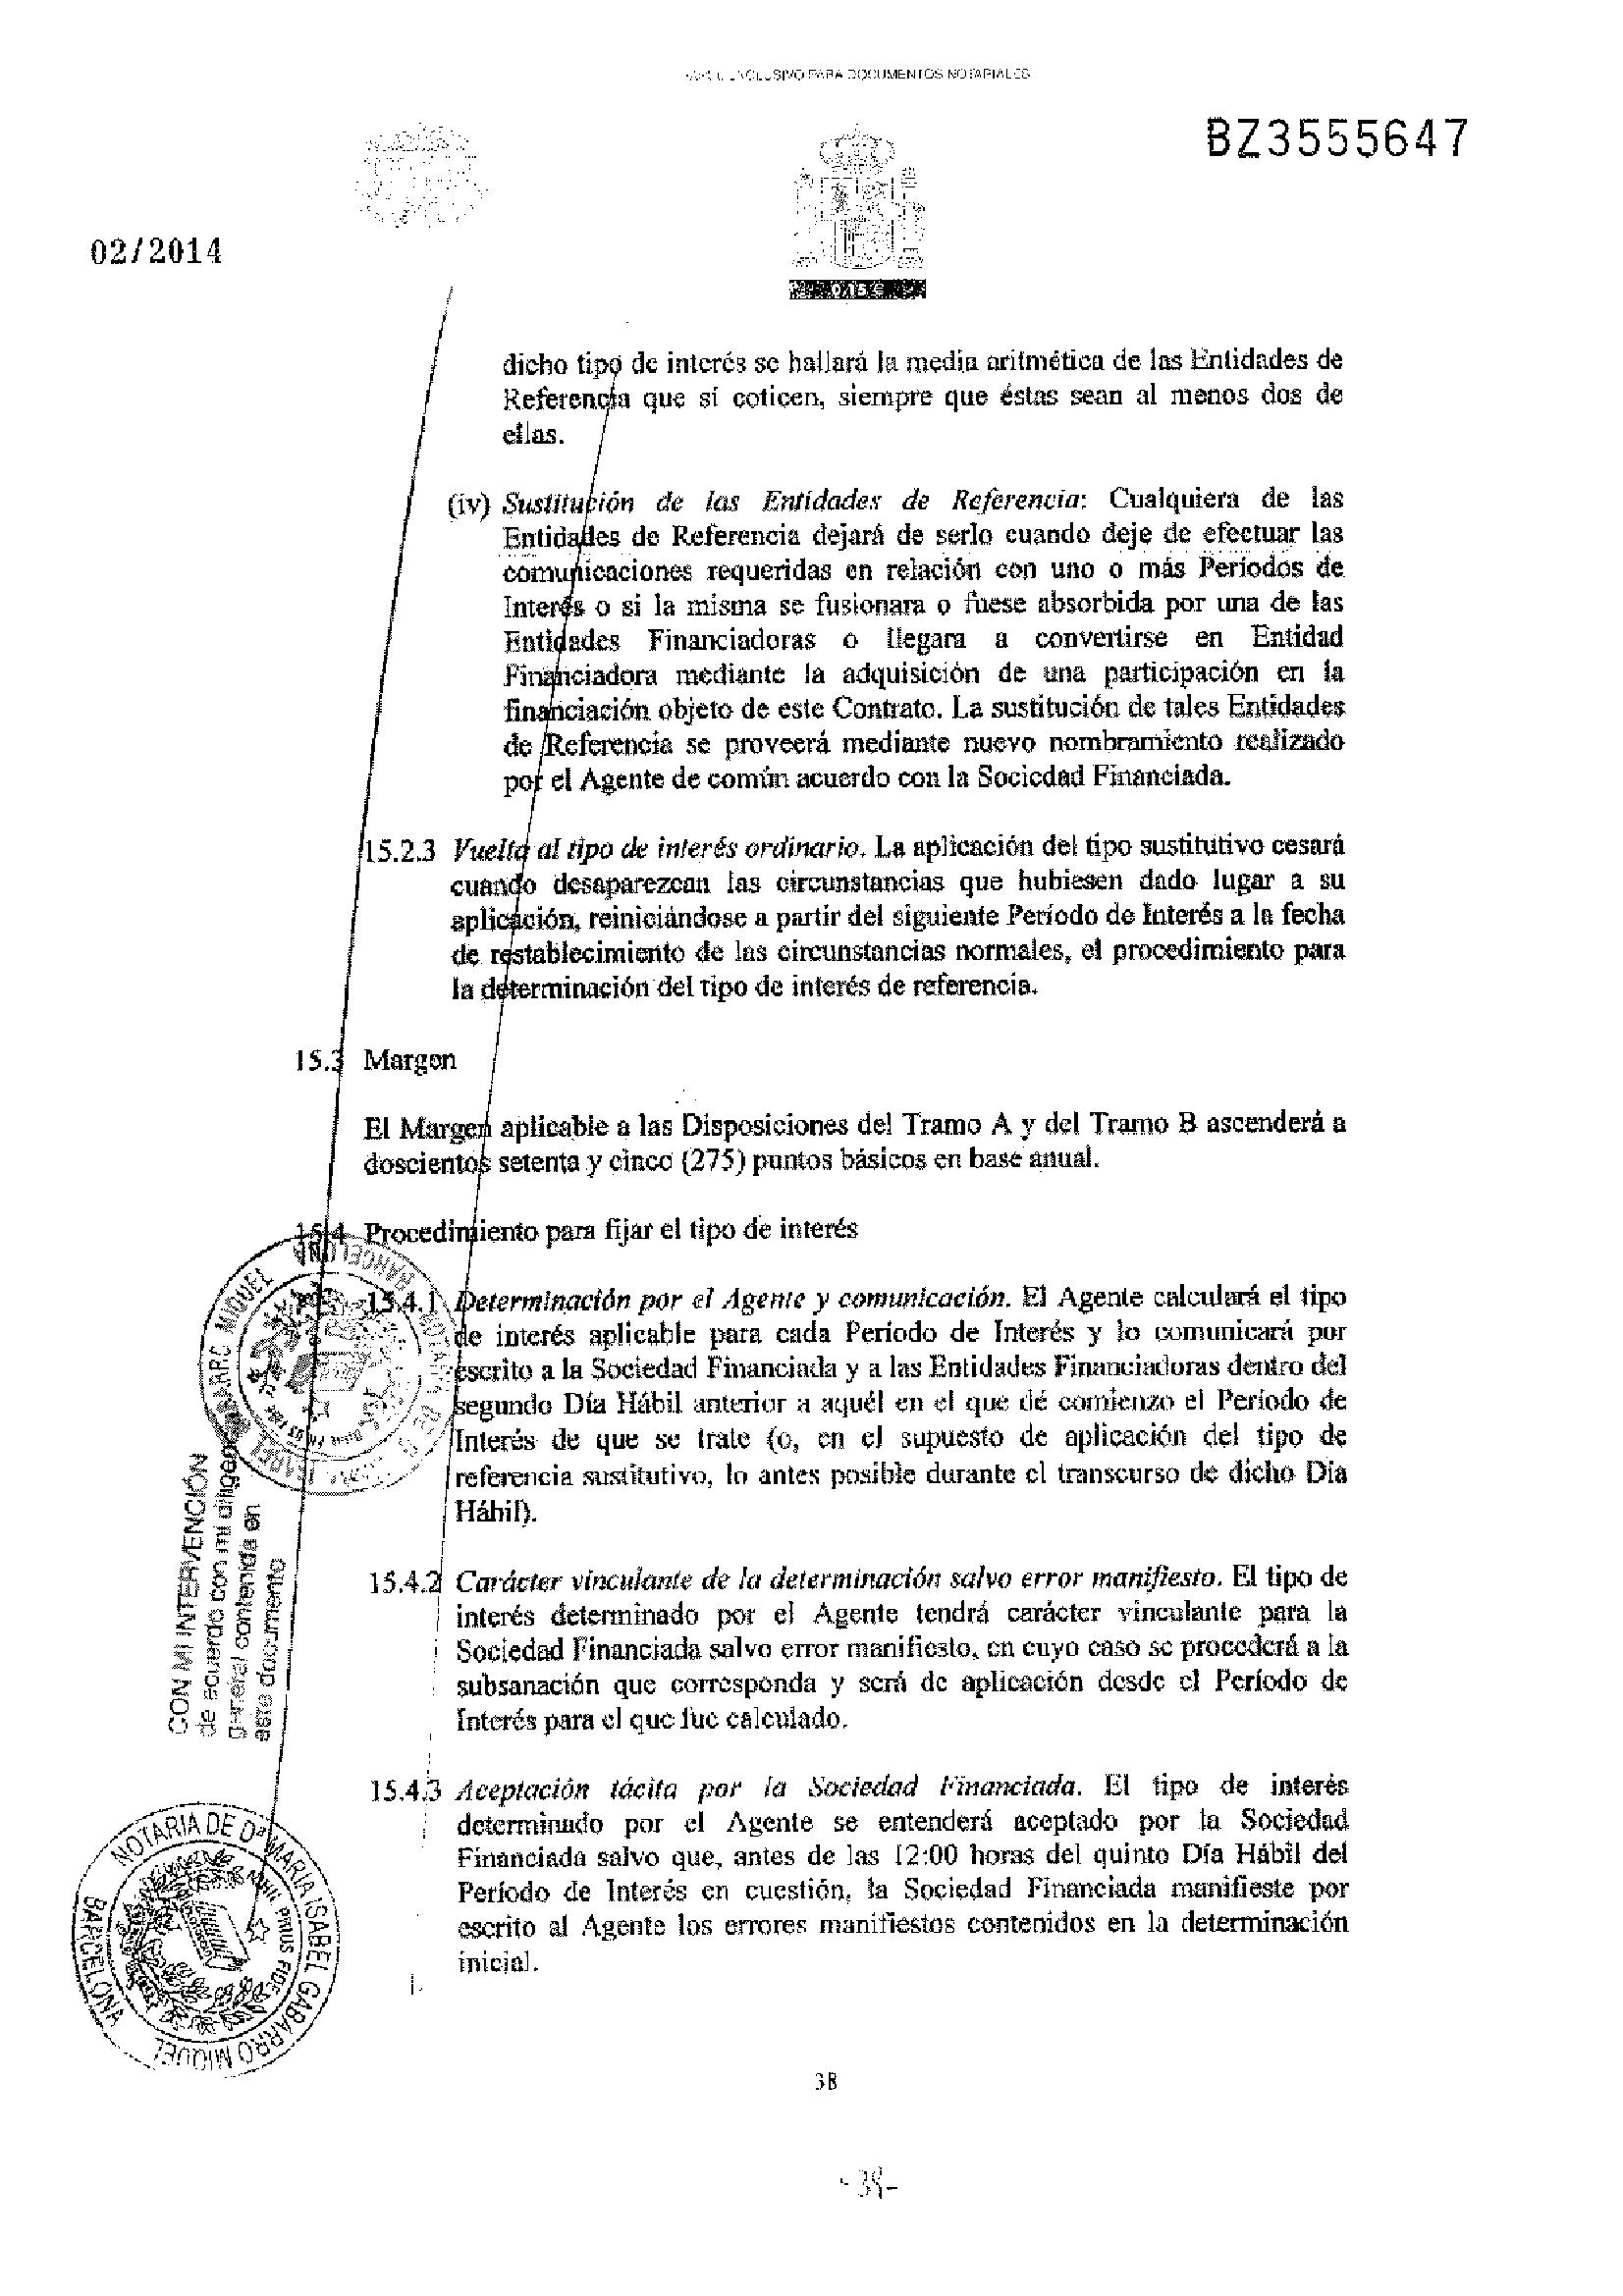 EXCLUSIVO PARA DOCUMENTOS NOTARIALES
BZ3555647
02/2014
0,15 €
dicho tipo de interés se hallará la media aritmética de las Entidades de
Referencia que sí coticen, siempre que éstas sean al menos dos de
ellas.
(iv) Sustitución de las Entidades de Referencia: Cualquiera de las
Entidades de Referencia dejará de serlo cuando deje de efectuar las
comunicaciones requeridas en relación con uno o más Períodos de
Interés o si la misma se fusionara o fuese absorbida por una de las
Entidades Financiadoras o llegara a convertirse en Entidad
Financiadora mediante la adquisición de una participación en la
financiación objeto de este Contrato. La sustitución de tales Entidades
de Referencia se proveerá mediante nuevo nombramiento realizado
por el Agente de común acuerdo con la Sociedad Financiada.
15.2.3 Vuelta al tipo de interés ordinario. La aplicación del tipo sustitutivo cesará
cuando desaparezcan las circunstancias que hubiesen dado lugar a su
aplicación, reiniciándose a partir del siguiente Período de Interés a la fecha
de restablecimiento de las circunstancias normales, el procedimiento para
la determinación del tipo de interés de referencia.
15.3 Margen
El Margen aplicable a las Disposiciones del Tramo A y del Tramo B ascenderá a
doscientos setenta y cinco (275) puntos básicos en base anual.
15.4 Procedimiento para fijar el tipo de interés
15.4.1 Determinación por el Agente y comunicación. El Agente calculará el tipo
de interés aplicable para cada Período de Interés y lo comunicará por
escrito a la Sociedad Financiada y a las Entidades Financiadoras dentro del
segundo Día Hábil anterior a aquél en el que dé comienzo el Período de
Interés de que se trate (o, en el supuesto de aplicación del tipo de
referencia sustitutivo, lo antes posible durante el transcurso de dicho Día
Hábil).
15.4.2 Carácter vinculante de la determinación salvo error manifiesto. El tipo de
interés determinado por el Agente tendrá carácter vinculante para la
Sociedad Financiada salvo error manifiesto, en cuyo caso se procederá a la
subsanación que corresponda y será de aplicación desde el Período de
Interés para el que fue calculado.
15.4.3 Aceptación tácita por la Sociedad Financiada. El tipo de interés
determinado por el Agente se entenderá aceptado por la Sociedad
Financiada salvo que, antes de las 12:00 horas del quinto Día Hábil del
Período de Interés en cuestión, la Sociedad Financiada manifieste por
escrito al Agente los errores manifiestos contenidos en la determinación
inicial.
CON MI INTERVENCIÓN
de acuerdo con mi diligencia
general contenida en
este documento
NOTARIA DE Dª MARIA ISABEL GABARRO MIQUEL
BARCELONA
NIHIL PRIUS FIDE
38